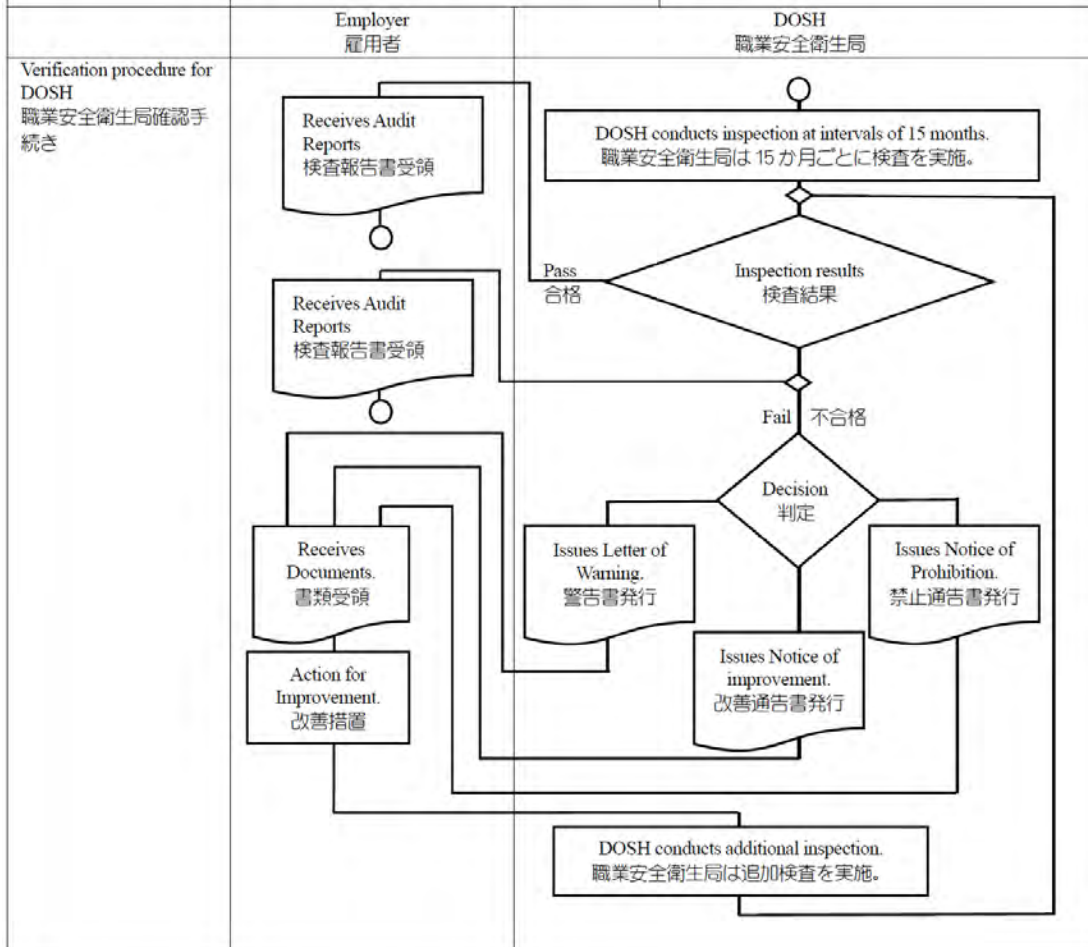 Employer
雇用者
DOSH
職業安全衛生局
Verification procedure for
DOSH
職業安全衛生局確認手
続き
Receives Audit
Reports
検査報告書受領
DOSH conducts inspection at intervals of 15 months.
職業安全衛生局は 15 か月ごとに検査を実施。
Pass
合格
Inspection results
検査結果
Receives Audit
Reports
検査報告書受領
Fail 不合格
Decision
判定
Receives
Documents.
書類受領
Issues Letter of
Warning.
警告書発行
Issues Notice of
Prohibition.
禁止通告書発行
Action for
Improvement.
改善措置
Issues Notice of
improvement.
改善通告書発行
DOSH conducts additional inspection.
職業安全衛生局は追加検査を実施。